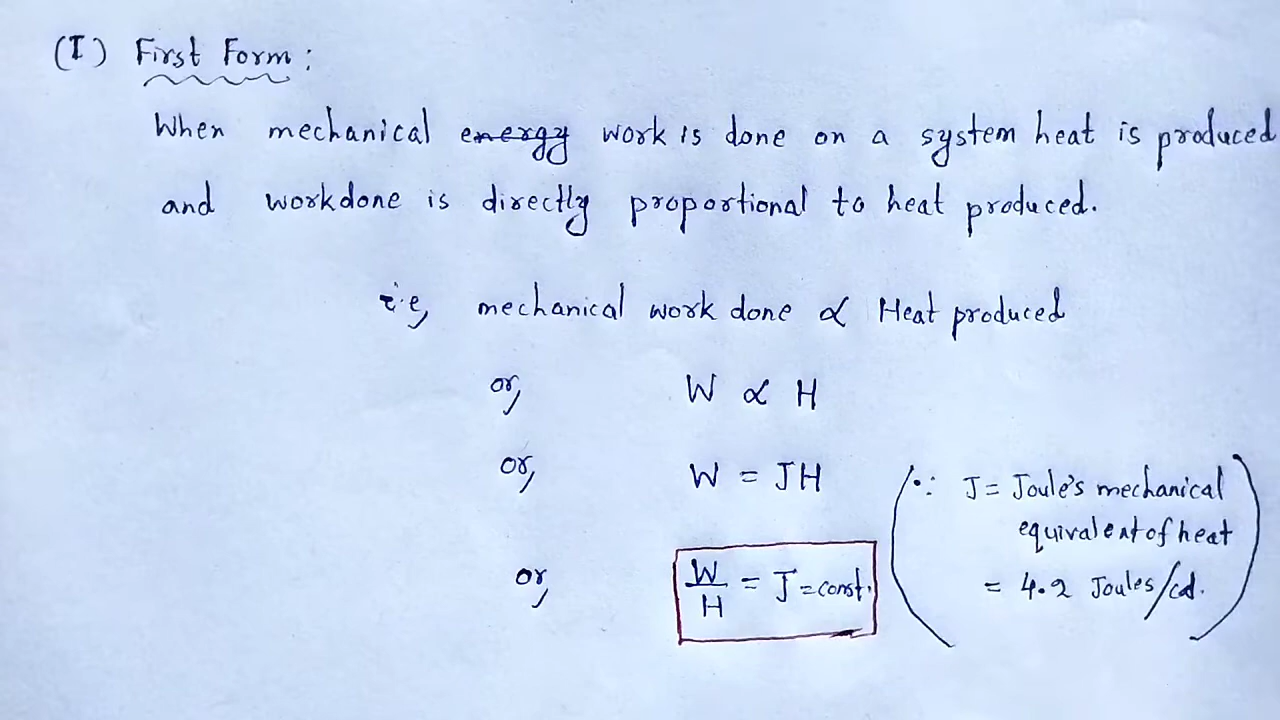 (I) First Form:
When mechanical energy work is done on a system heat is produced
and workdone is directly proportional to heat produced.
i.e, mechanical work done ∝ Heat produced
or, W ∝ H
or, W = JH (∵ J = Joule's mechanical
equivalent of heat
or, W/H = J = const. = 4.2 Joules/cal.)